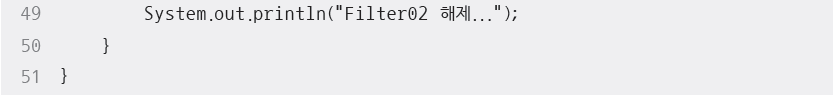 49        System.out.println("Filter02 해제...");
50    }
51 }